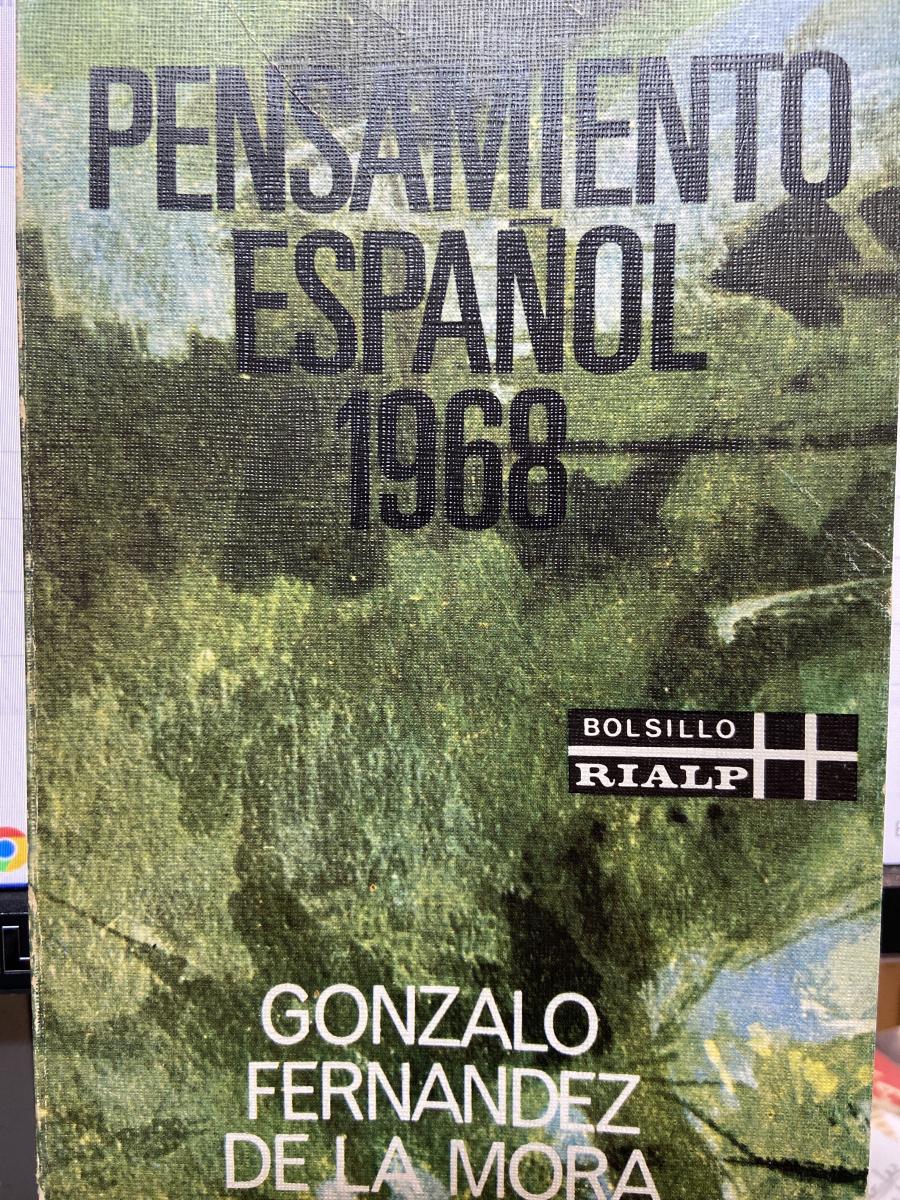 PENSAMIENTO
ESPAÑOL
1968
BOLSILLO
RIALP
GONZALO
FERNANDEZ
DE LA MORA